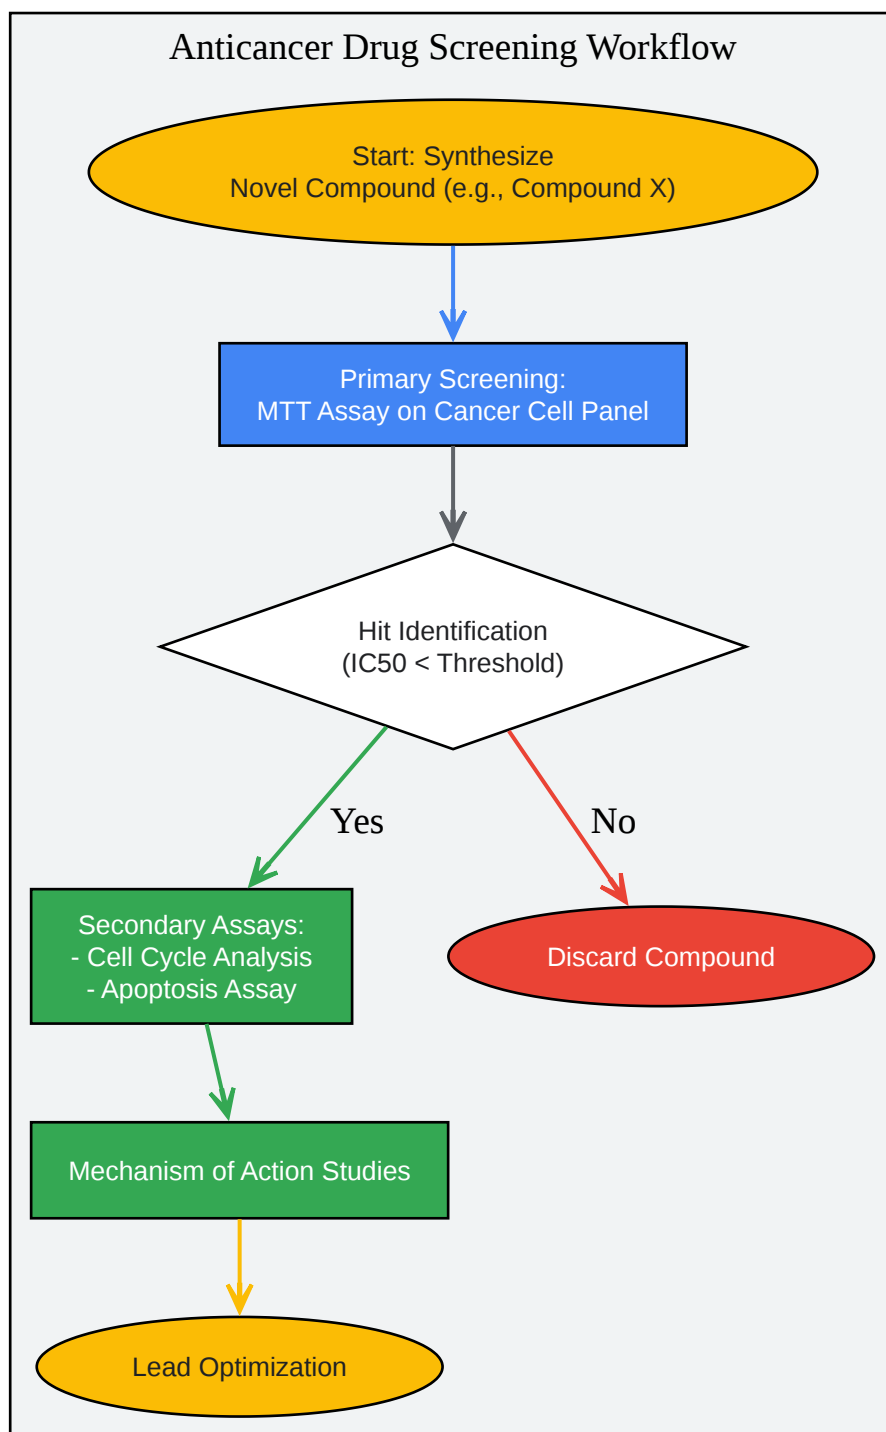 Anticancer Drug Screening Workflow
Start: Synthesize
Novel Compound (e.g., Compound X)
Primary Screening:
MTT Assay on Cancer Cell Panel
Hit Identification
(IC50 < Threshold)
Yes
No
Secondary Assays:
- Cell Cycle Analysis
- Apoptosis Assay
Discard Compound
Mechanism of Action Studies
Lead Optimization